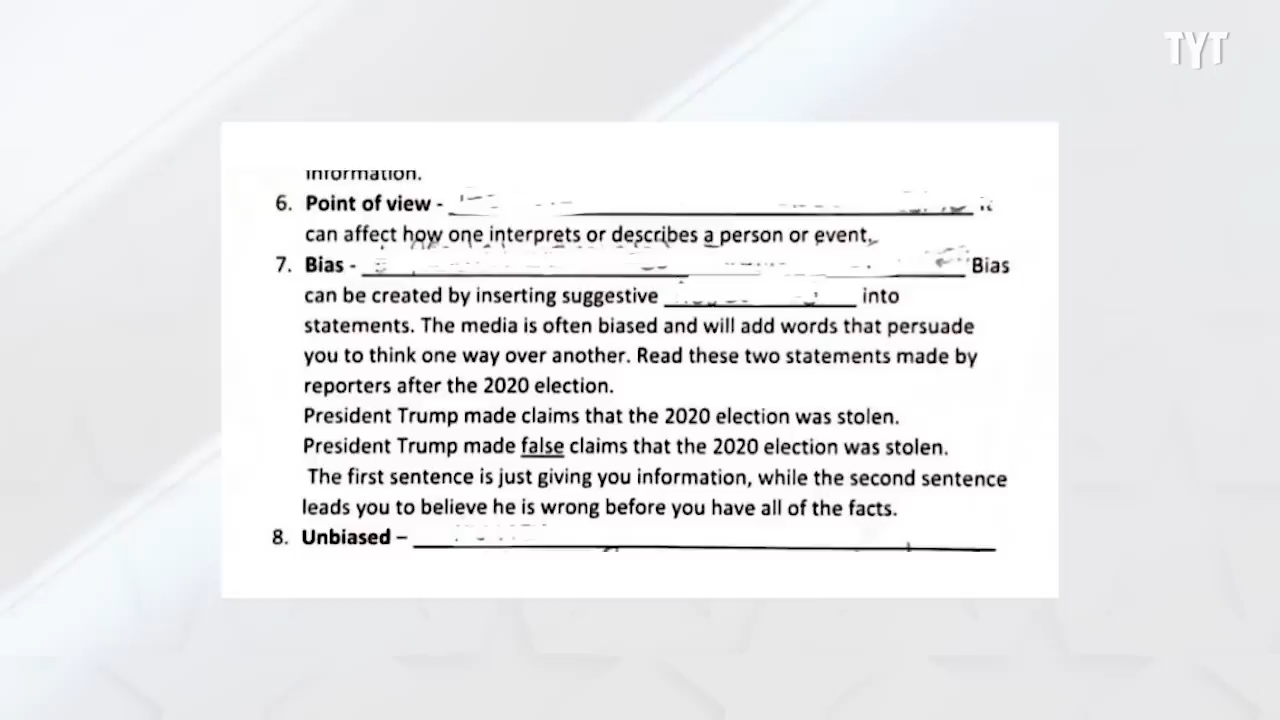 TYT
information.
6. Point of view -
can affect how one interprets or describes a person or event.
7. Bias - Bias
can be created by inserting suggestive into
statements. The media is often biased and will add words that persuade
you to think one way over another. Read these two statements made by
reporters after the 2020 election.
President Trump made claims that the 2020 election was stolen.
President Trump made false claims that the 2020 election was stolen.
The first sentence is just giving you information, while the second sentence
leads you to believe he is wrong before you have all of the facts.
8. Unbiased –